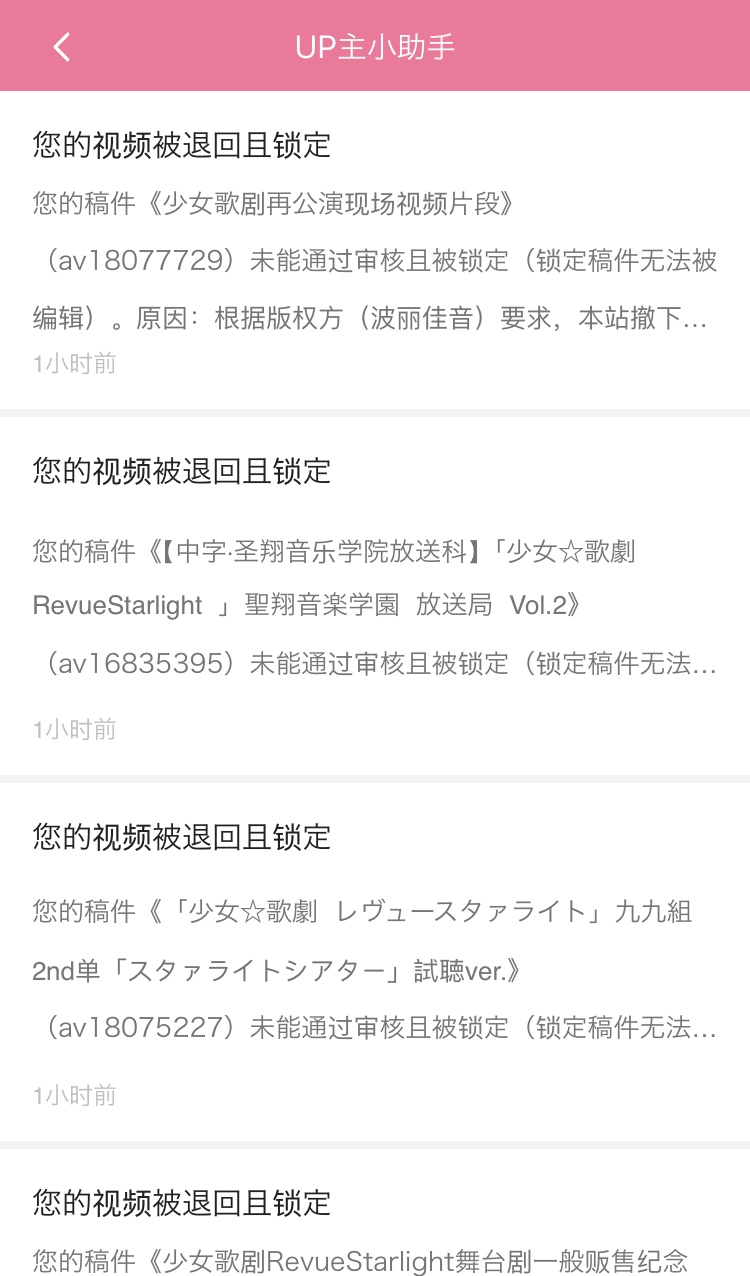 UP主小助手
您的视频被退回且锁定
您的稿件《少女歌剧再公演现场视频片段》
（av18077729）未能通过审核且被锁定（锁定稿件无法被
编辑）。原因：根据版权方（波丽佳音）要求，本站撤下...
1小时前
您的视频被退回且锁定
您的稿件《【中字·圣翔音乐学院放送科】「少女☆歌劇
RevueStarlight 」聖翔音楽学園 放送局 Vol.2》
（av16835395）未能通过审核且被锁定（锁定稿件无法...
1小时前
您的视频被退回且锁定
您的稿件《「少女☆歌劇 レヴュースタァライト」九九組
2nd单「スタァライトシアター」試聴ver.》
（av18075227）未能通过审核且被锁定（锁定稿件无法...
1小时前
您的视频被退回且锁定
您的稿件《少女歌剧RevueStarlight舞台剧一般贩售纪念